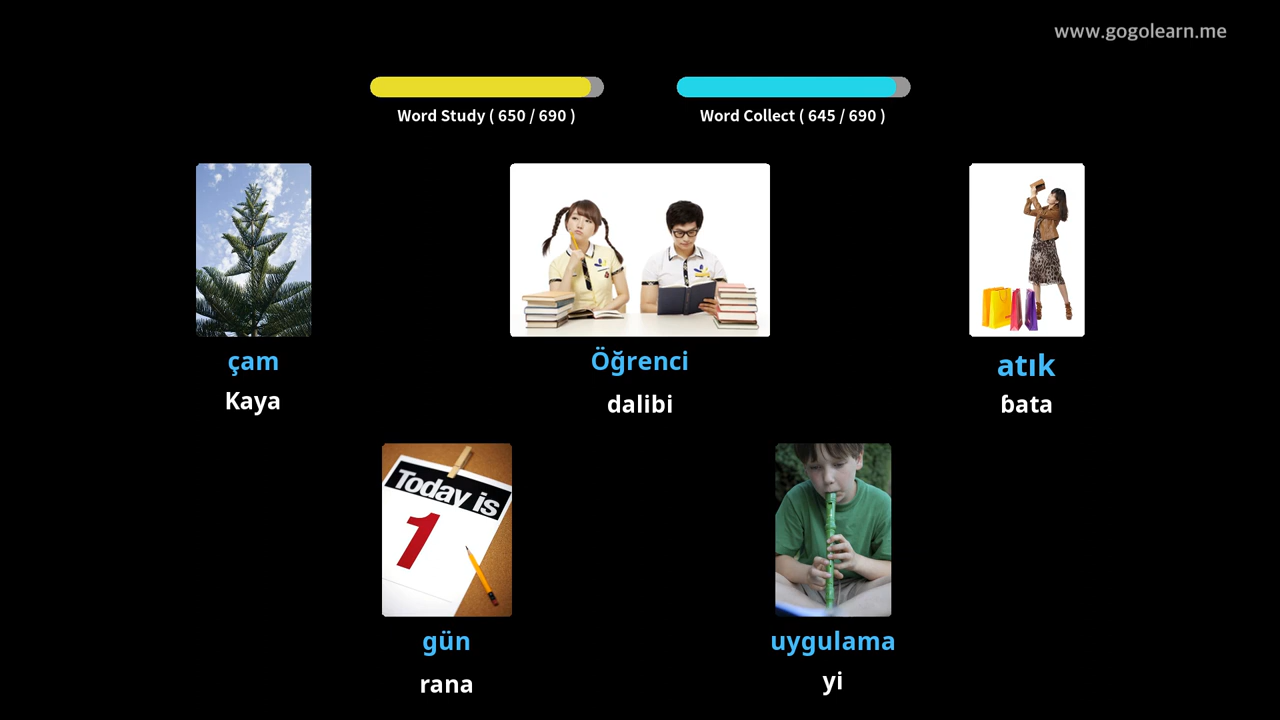 www.gogolearn.me
Word Study ( 650 / 690 )
Word Collect ( 645 / 690 )
çam
Kaya
Öğrenci
dalibi
atık
ɓata
Today is
1
gün
rana
uygulama
yi